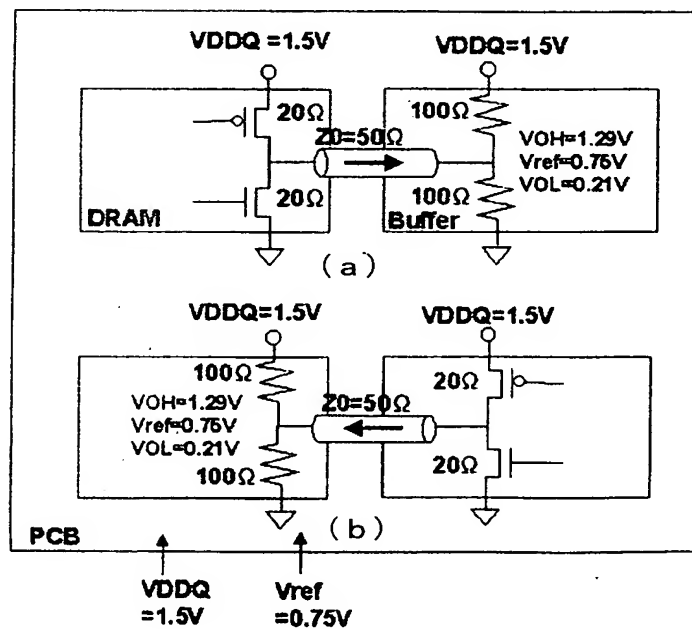 VDDQ =1.5V
VDDQ=1.5V
20Ω
Z0=50Ω
100Ω
VOH=1.29V
Vref=0.75V
VOL=0.21V
20Ω
100Ω
DRAM
Buffer
(a)
VDDQ=1.5V
VDDQ=1.5V
100Ω
VOH=1.29V
Vref=0.75V
VOL=0.21V
100Ω
Z0=50Ω
20Ω
20Ω
(b)
PCB
VDDQ
=1.5V
Vref
=0.75V